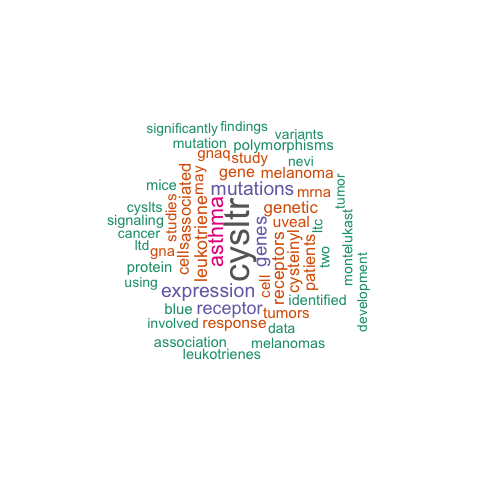 significantly
findings
variants
mutation
polymorphisms
gnaq
study
nevi
gene
melanoma
mice
associated
may
mutations
mrna
tumor
cyslts
studies
cells
leukotriene
asthma
cysltr
genes
genetic
uveal
ltc
signaling
cancer
ltd
gna
receptors
cysteinyl
patients
two
montelukast
protein
using
cell
expression
identified
development
blue
receptor
tumors
involved
response
data
association
melanomas
leukotrienes